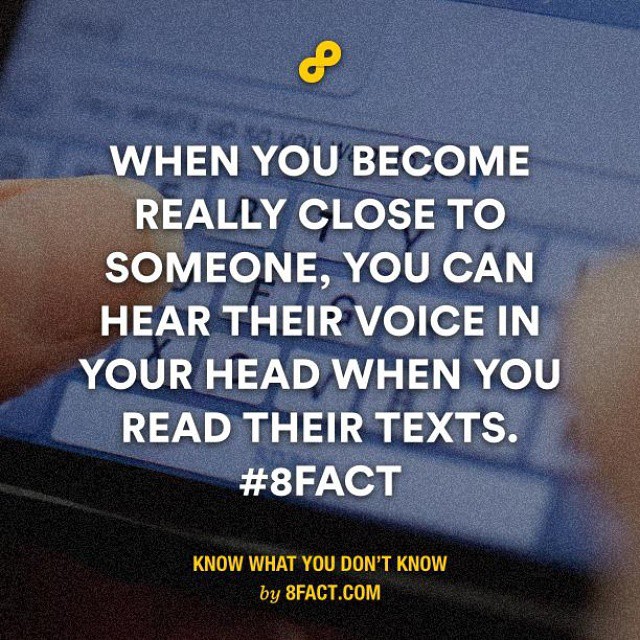 WHEN YOU BECOME
REALLY CLOSE TO
SOMEONE, YOU CAN
HEAR THEIR VOICE IN
YOUR HEAD WHEN YOU
READ THEIR TEXTS.
#8FACT
KNOW WHAT YOU DON'T KNOW
by 8FACT.COM